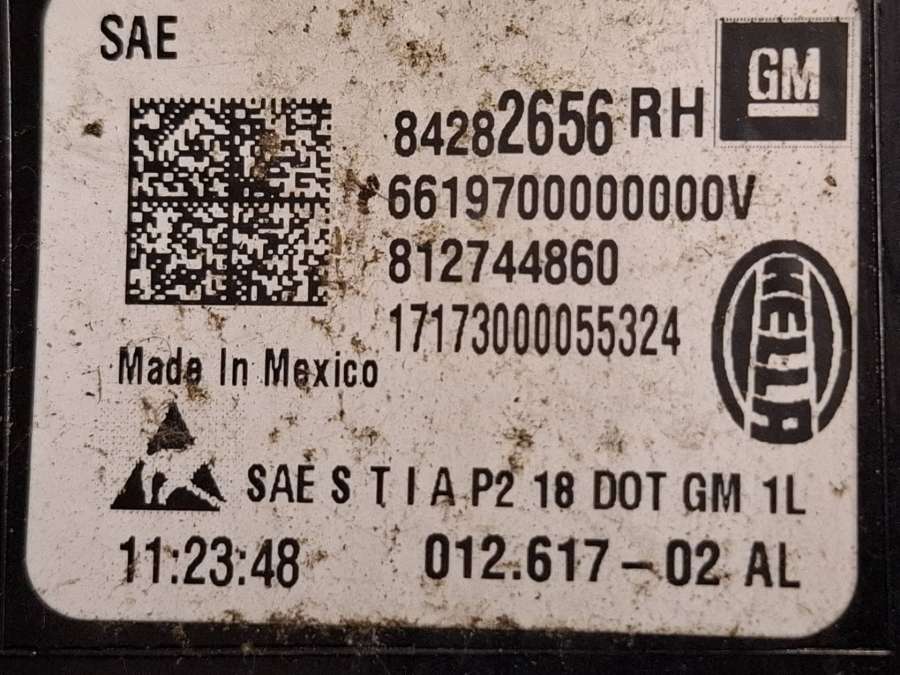 SAE
GM
84282656 RH
6619700000000V
812744860
17173000055324
HELLA
Made In Mexico
SAE S T I A P2 18 DOT GM 1L
11:23:48
012.617-02 AL